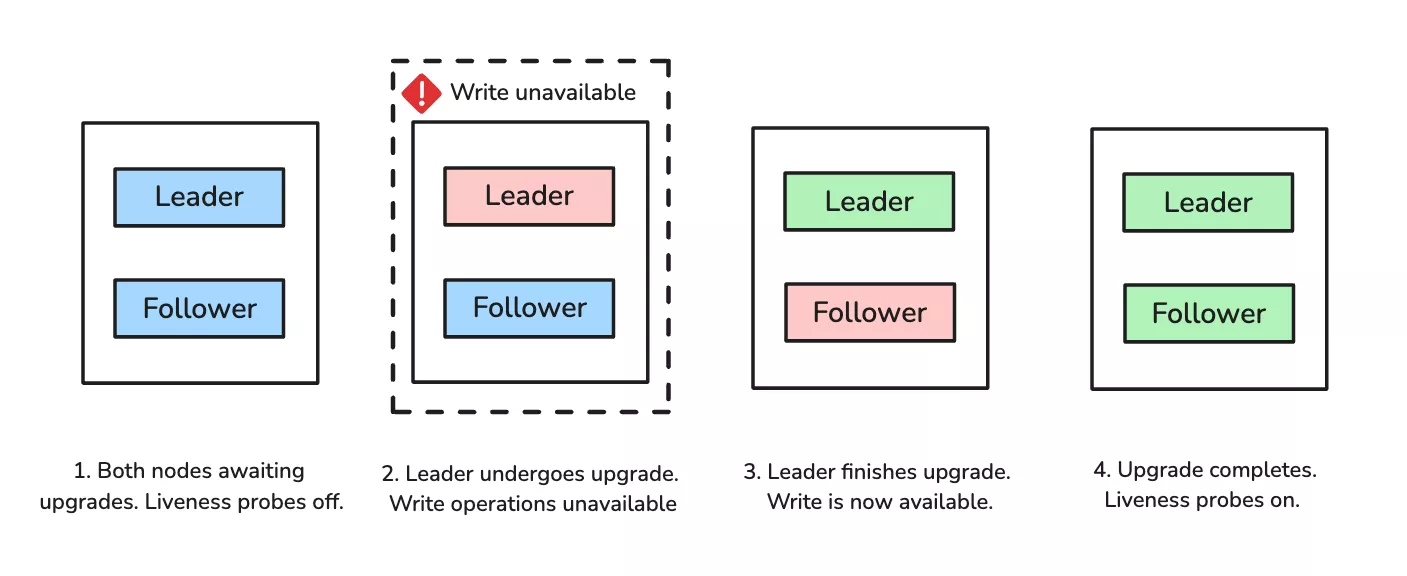 Leader
Follower
Write unavailable
Leader
Follower
Leader
Follower
Leader
Follower
1. Both nodes awaiting
upgrades. Liveness probes off.
2. Leader undergoes upgrade.
Write operations unavailable
3. Leader finishes upgrade.
Write is now available.
4. Upgrade completes.
Liveness probes on.